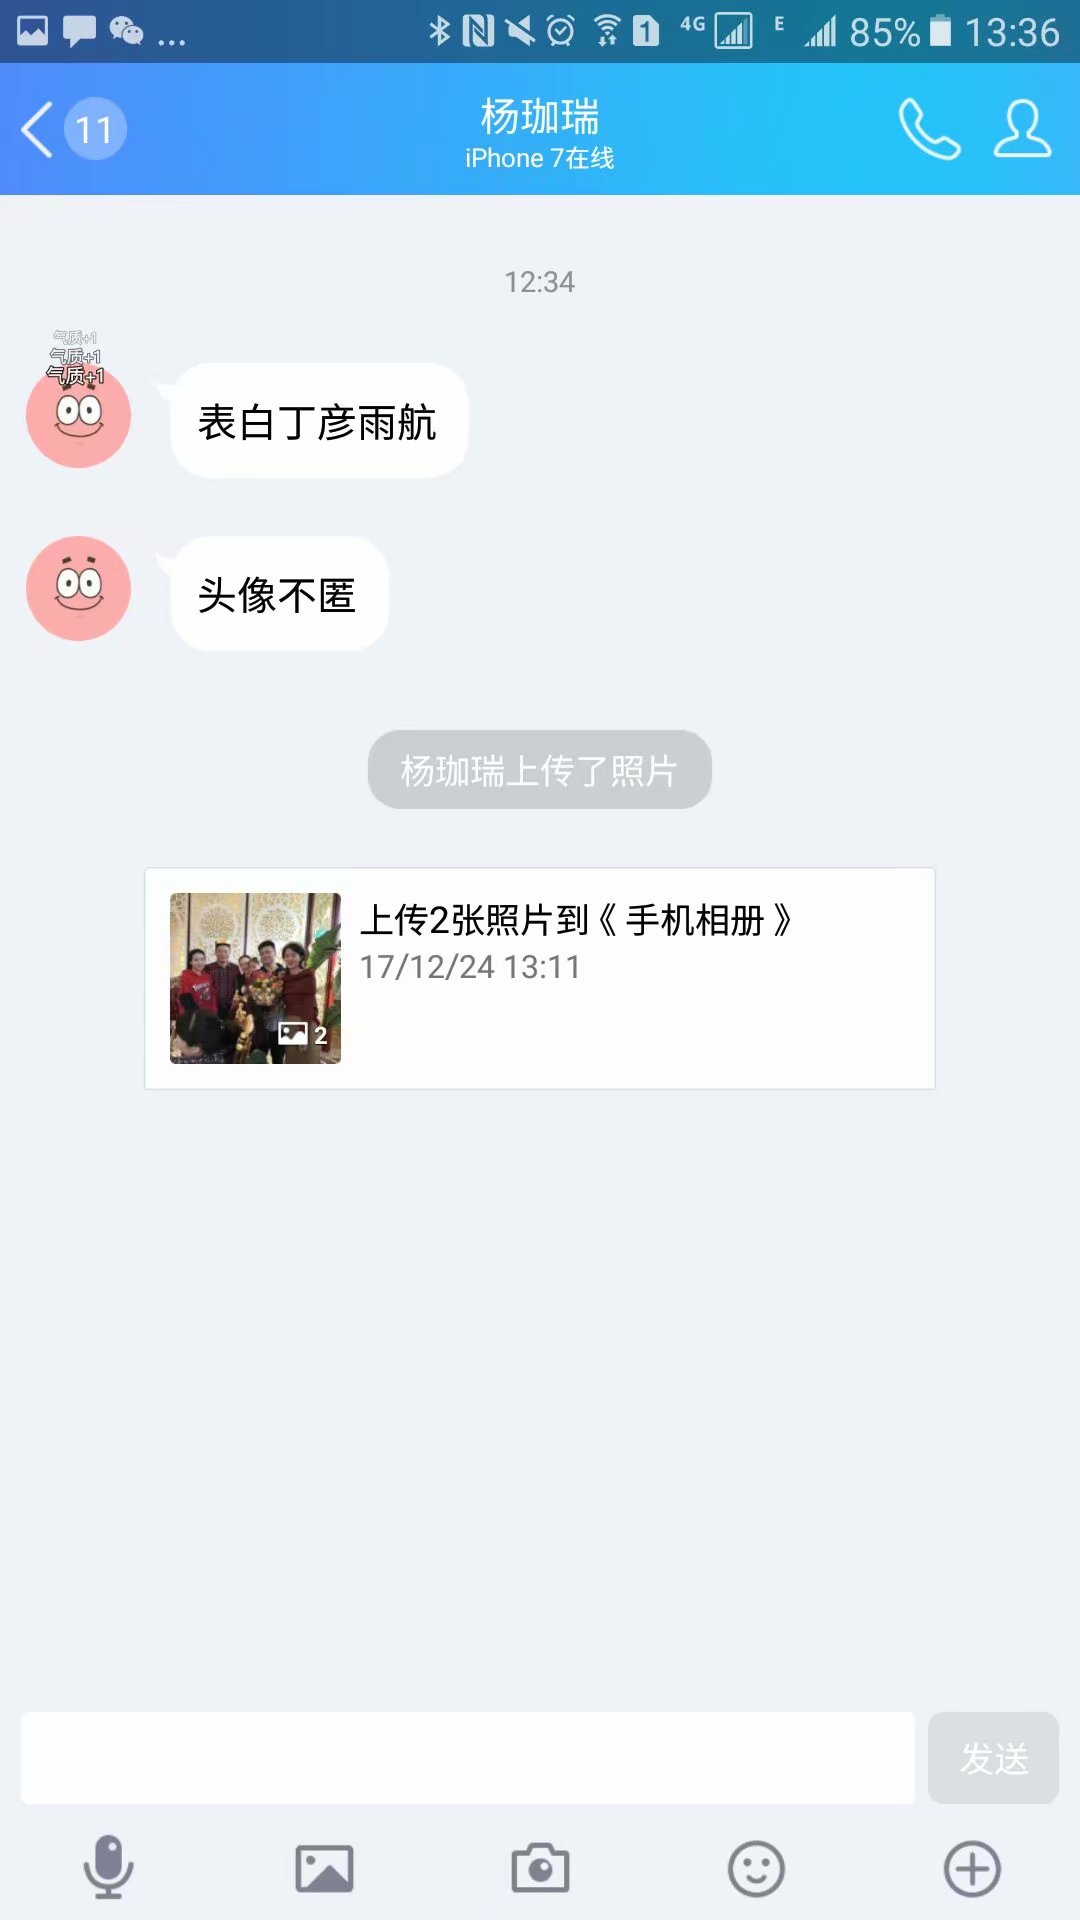 1 4G E 85% 13:36
11
杨珈瑞
iPhone 7在线
12:34
气质+1
气质+1
气质+1
表白丁彦雨航
头像不匿
杨珈瑞上传了照片
上传2张照片到《 手机相册 》
17/12/24 13:11
2
发送